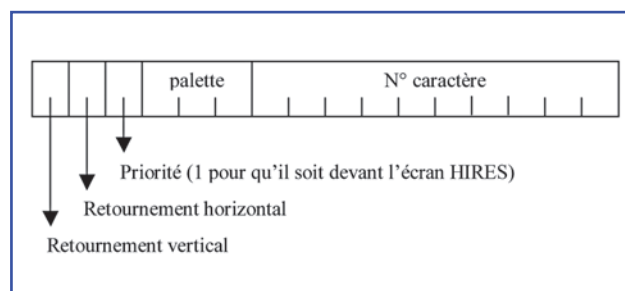 palette N° caractère
Priorité (1 pour qu'il soit devant l'écran HIRES)
Retournement horizontal
Retournement vertical